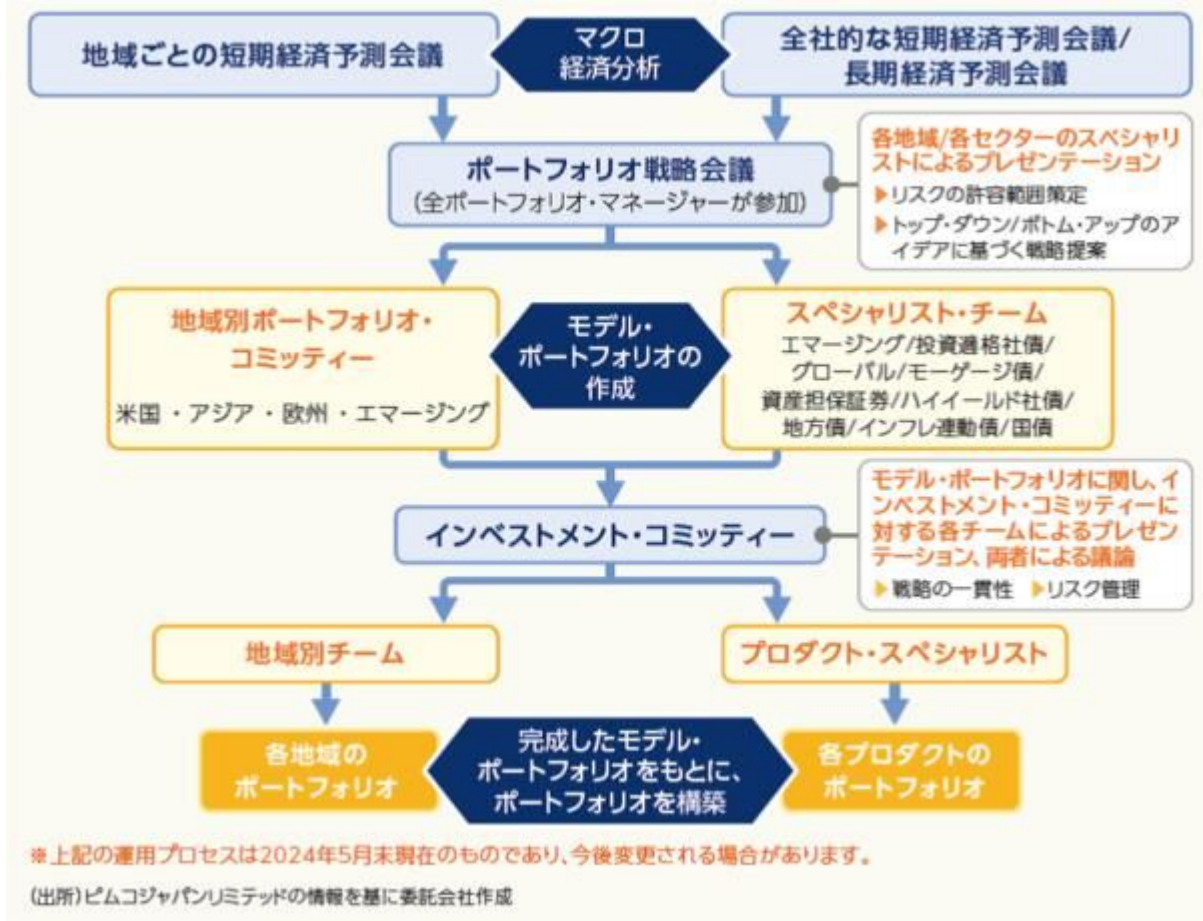 地域ごとの短期経済予測会議
マクロ
経済分析
全社的な短期経済予測会議/
長期経済予測会議
ポートフォリオ戦略会議
(全ポートフォリオ・マネージャーが参加)
各地域/各セクターのスペシャリ
ストによるプレゼンテーション
▶リスクの許容範囲策定
▶トップ・ダウン/ボトム・アップのア
イデアに基づく戦略提案
地域別ポートフォリオ・
コミッティー
米国・アジア・欧州・エマージング
モデル・
ポートフォリオの
作成
スペシャリスト・チーム
エマージング/投資適格社債/
グローバル/モーゲージ債/
資産担保証券/ハイイールド社債/
地方債/インフレ連動債/国債
インベストメント・コミッティー
モデル・ポートフォリオに関し、イ
ンベストメント・コミッティーに
対する各チームによるプレゼン
テーション、両者による議論
▶戦略の一貫性 ▶リスク管理
地域別チーム
プロダクト・スペシャリスト
各地域の
ポートフォリオ
完成したモデル・
ポートフォリオをもとに、
ポートフォリオを構築
各プロダクトの
ポートフォリオ
※上記の運用プロセスは2024年5月末現在のものであり、今後変更される場合があります。
(出所)ピムコジャパンリミテッドの情報を基に委託会社作成